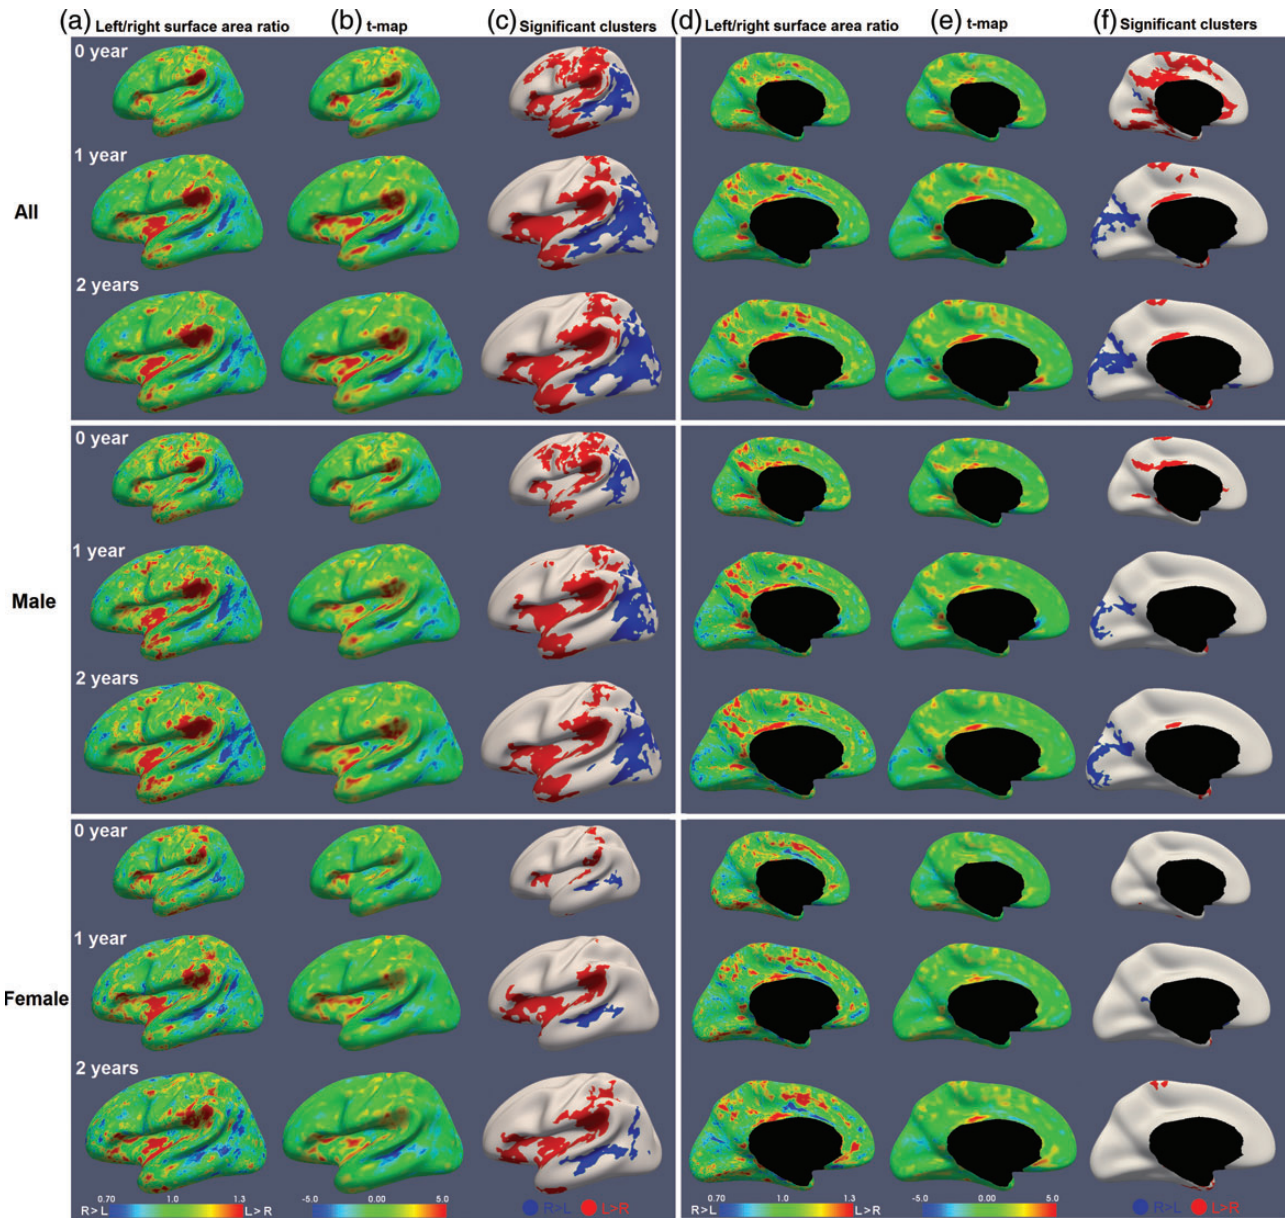 (a) Left/right surface area ratio (b) t-map (c) Significant clusters (d) Left/right surface area ratio (e) t-map (f) Significant clusters
0 year
1 year
All
2 years
0 year
1 year
Male
2 years
0 year
1 year
Female
2 years
0.70 1.0 1.3 -5.0 0.00 5.0 0.70 1.0 1.3 -5.0 0.00 5.0
R>L L>R R>L L>R R>L L>R R>L L>R